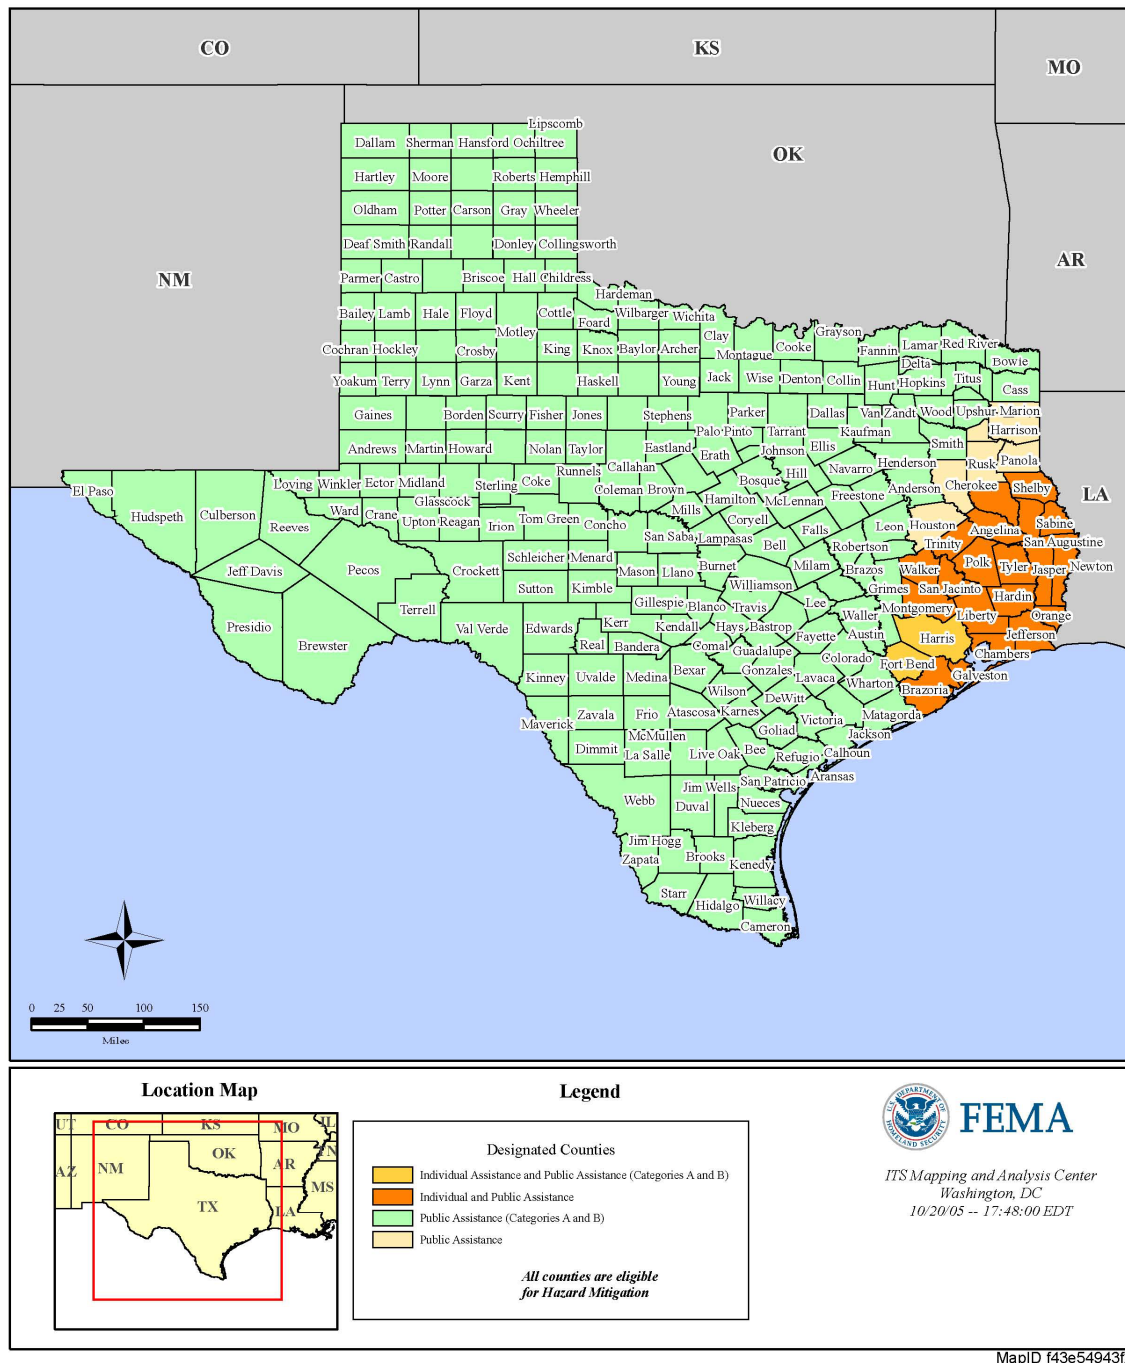 CO
KS
MO
NM
OK
AR
LA
Lipscomb
Dallam Sherman Hansford Ochiltree
Hartley Moore Roberts Hemphill
Oldham Potter Carson Gray Wheeler
Deaf Smith Randall Donley Collingsworth
Parmer Castro Briscoe Hall Childress
Hardeman
Bailey Lamb Hale Floyd Motley Cottle Foard Wilbarger Wichita
Clay Montague Cooke Grayson Fannin Lamar Red River Bowie
Delta
Cochran Hockley Crosby King Knox Baylor Archer
Yoakum Terry Lynn Garza Kent Haskell Young Jack Wise Denton Collin Hunt Hopkins Titus Cass
Gaines Borden Scurry Fisher Jones Stephens Parker Dallas Van Zandt Wood Upshur Marion
Palo Pinto Tarrant Kaufman Harrison
Andrews Martin Howard Nolan Taylor Eastland Erath Johnson Ellis Smith
Runnels Callahan Hill Navarro Henderson Rusk Panola
El Paso Loving Winkler Ector Midland Sterling Coke Coleman Brown Bosque Anderson Cherokee Shelby
Glasscock Hamilton McLennan Freestone
Hudspeth Culberson Reeves Ward Crane Upton Reagan Irion Tom Green Concho Mills Coryell Falls Leon Houston Angelina Sabine
San Saba Lampasas Bell Robertson Trinity San Augustine
Jeff Davis Pecos Crockett Schleicher Menard Mason Llano Burnet Milam Brazos Walker Polk Tyler Jasper Newton
Terrell Sutton Kimble Williamson Grimes San Jacinto Hardin
Presidio Brewster Val Verde Edwards Kerr Gillespie Blanco Travis Lee Waller Montgomery Liberty Orange
Real Bandera Kendall Hays Bastrop Fayette Austin Harris Jefferson
Comal Guadalupe Chambers
Kinney Uvalde Medina Bexar Gonzales Lavaca Colorado Fort Bend Galveston
Wilson Wharton Brazoria
Maverick Zavala Frio Atascosa Karnes DeWitt Victoria Matagorda
McMullen Goliad Jackson
Dimmit La Salle Live Oak Bee Refugio Calhoun
San Patricio Aransas
Webb Jim Wells
Duval Nueces
Kleberg
Jim Hogg
Zapata Brooks Kenedy
Starr Hidalgo Willacy
Cameron
0 25 50 100 150
Miles
Location Map
UT CO KS MO IL
AZ NM OK AR TN
TX LA MS
Legend
Designated Counties
Individual Assistance and Public Assistance (Categories A and B)
Individual and Public Assistance
Public Assistance (Categories A and B)
Public Assistance
All counties are eligible
for Hazard Mitigation
U.S. DEPARTMENT OF
HOMELAND SECURITY
FEMA
ITS Mapping and Analysis Center
Washington, DC
10/20/05 -- 17:48:00 EDT
MapID f43e54943f